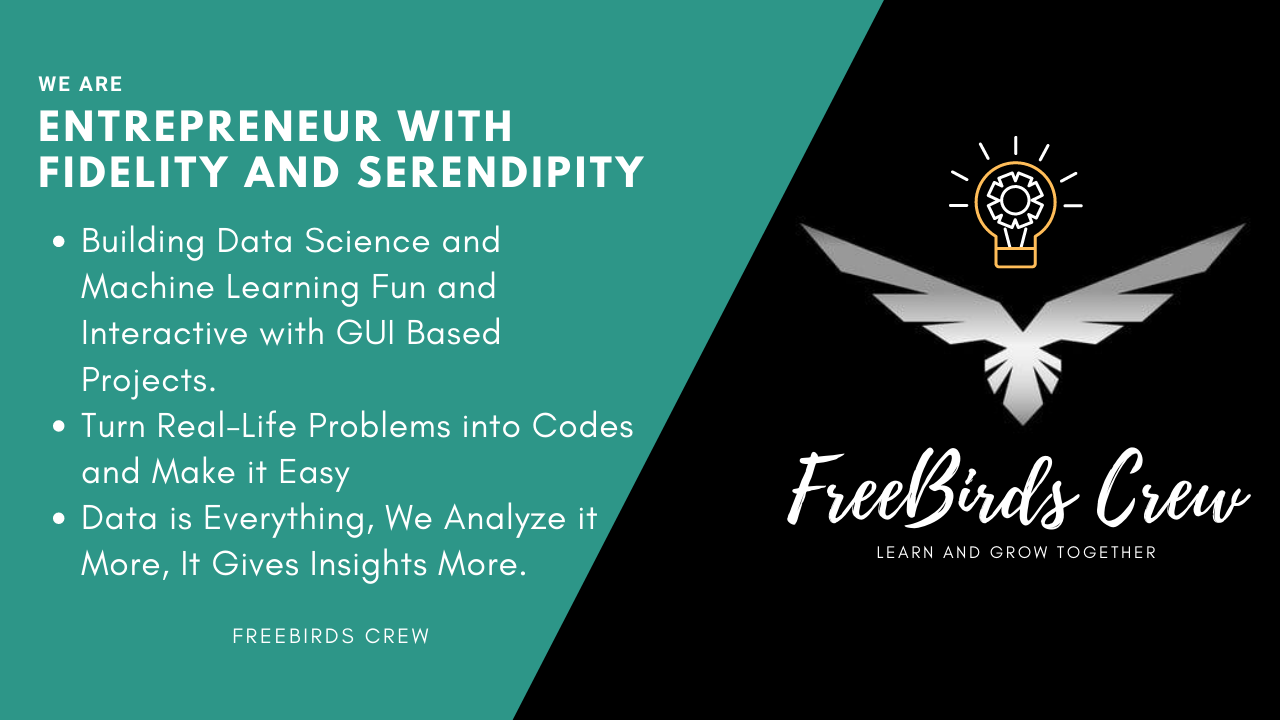 WE ARE
ENTREPRENEUR WITH
FIDELITY AND SERENDIPITY
• Building Data Science and
Machine Learning Fun and
Interactive with GUI Based
Projects.
• Turn Real-Life Problems into Codes
and Make it Easy
• Data is Everything, We Analyze it
More, It Gives Insights More.
FREEBIRDS CREW
FreeBirds Crew
LEARN AND GROW TOGETHER